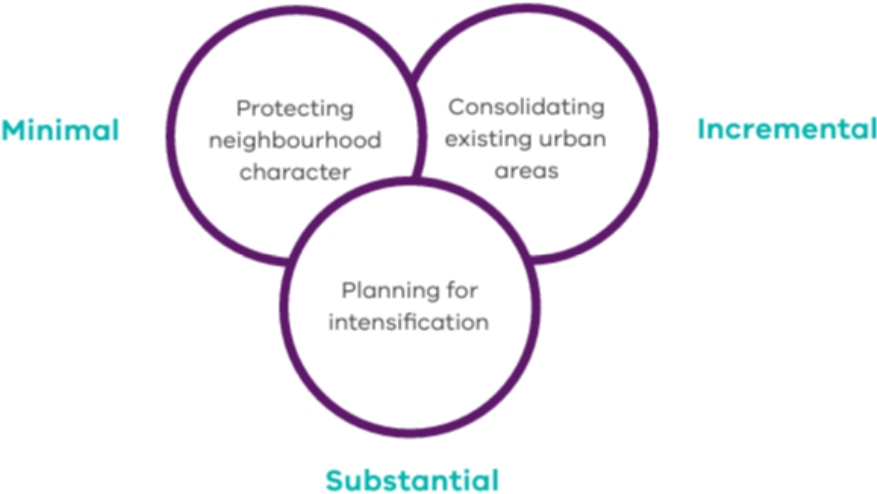 Minimal
Protecting
neighbourhood
character
Consolidating
existing urban
areas
Incremental
Planning for
intensification
Substantial